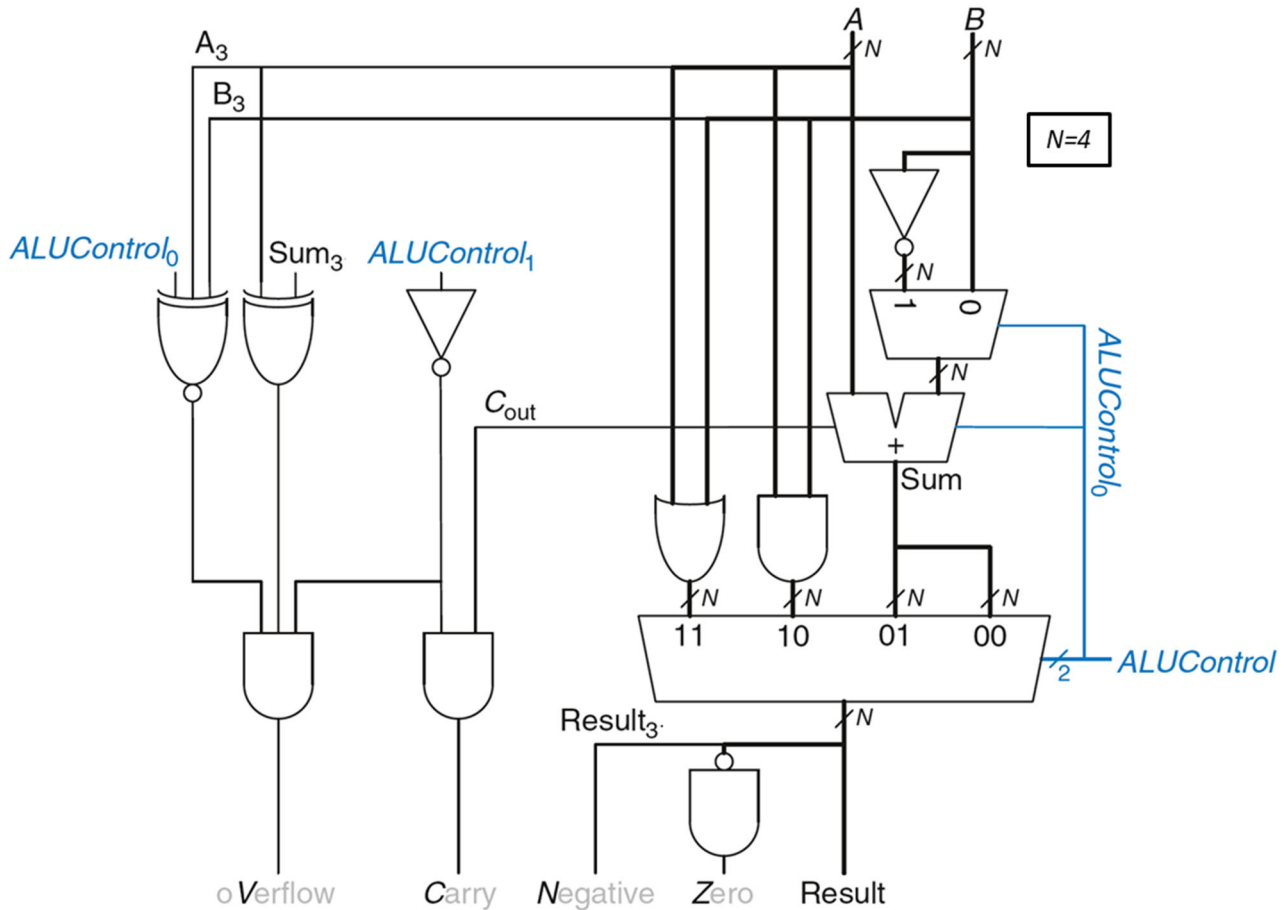 A B
N N
A3
B3
N=4
ALUControl0 Sum3 ALUControl1
N
1 0
N
ALUControl0
Cout
+
Sum
N N N N
11 10 01 00
2 ALUControl
N
Result3.
oVerflow Carry Negative Zero Result